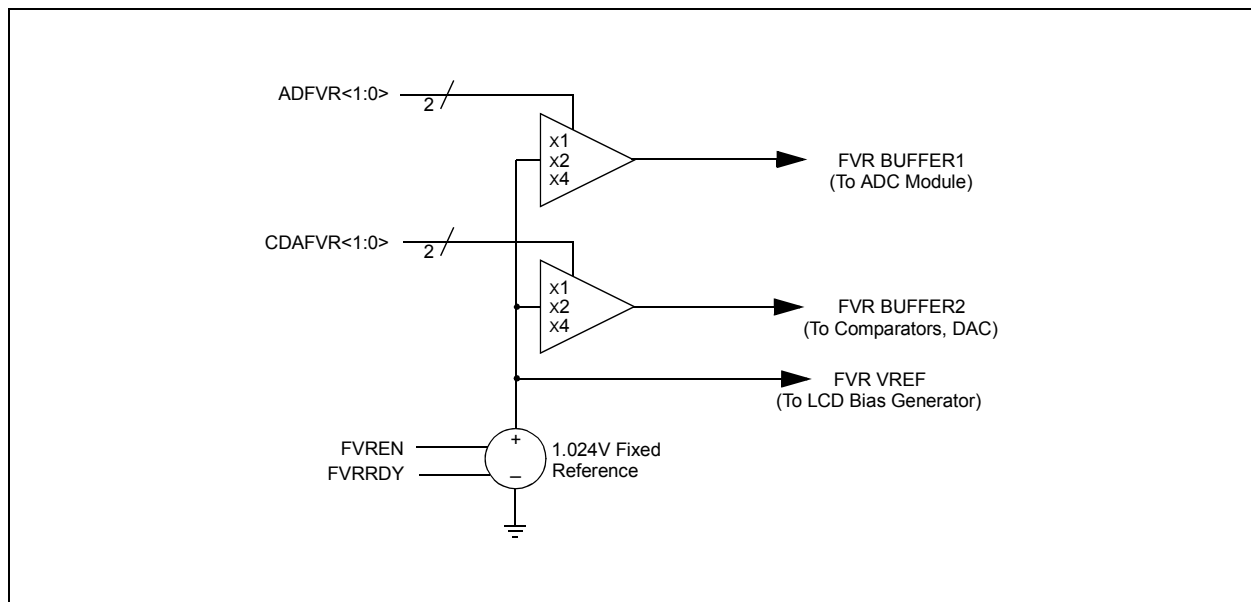 ADFVR<1:0>
2
X1
X2
X4
FVR BUFFER1
(To ADC Module)
CDAFVR<1:0>
2
X1
X2
X4
FVR BUFFER2
(To Comparators, DAC)
FVR VREF
(To LCD Bias Generator)
FVREN
FVRRDY
+
_
1.024V Fixed
Reference